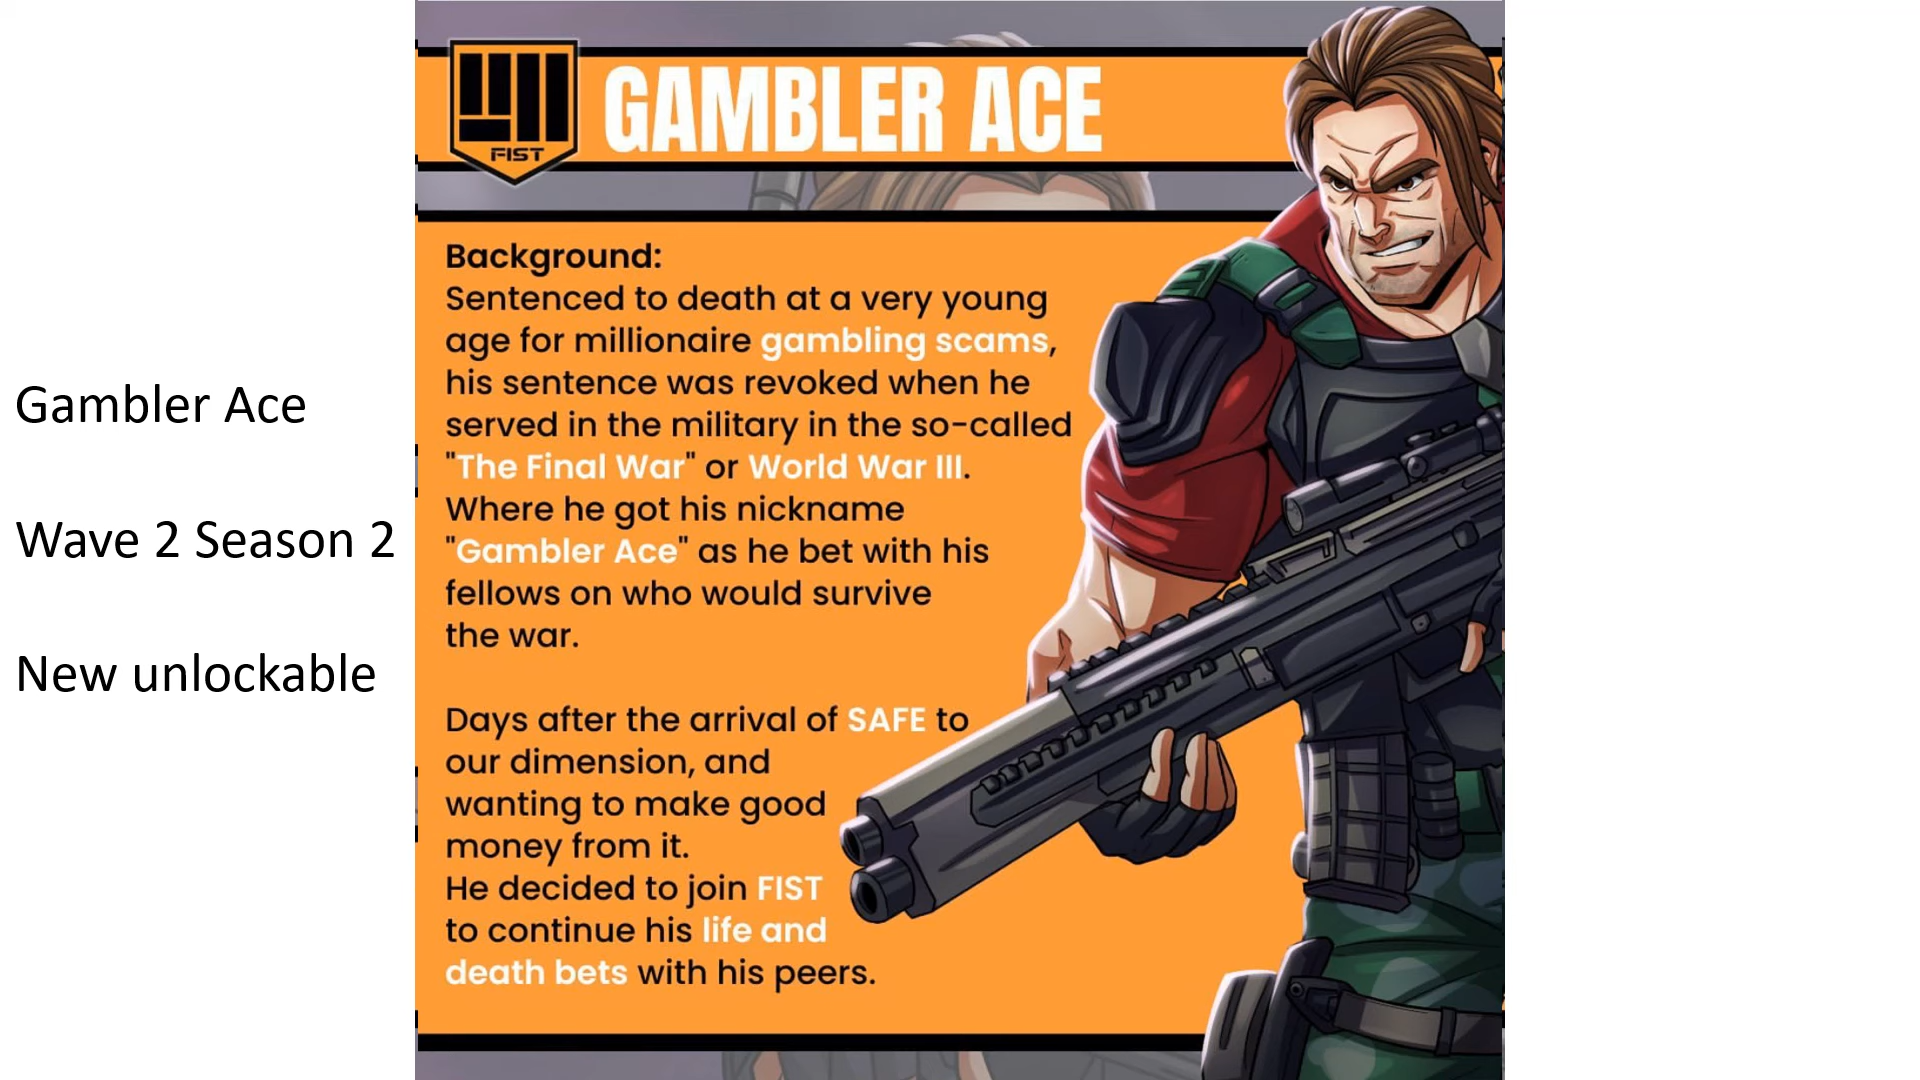 Gambler Ace
Wave 2 Season 2
New unlockable
FIST
GAMBLER ACE
Background:
Sentenced to death at a very young
age for millionaire gambling scams,
his sentence was revoked when he
served in the military in the so-called
"The Final War" or World War III.
Where he got his nickname
"Gambler Ace" as he bet with his
fellows on who would survive
the war.
Days after the arrival of SAFE to
our dimension, and
wanting to make good
money from it.
He decided to join FIST
to continue his life and
death bets with his peers.